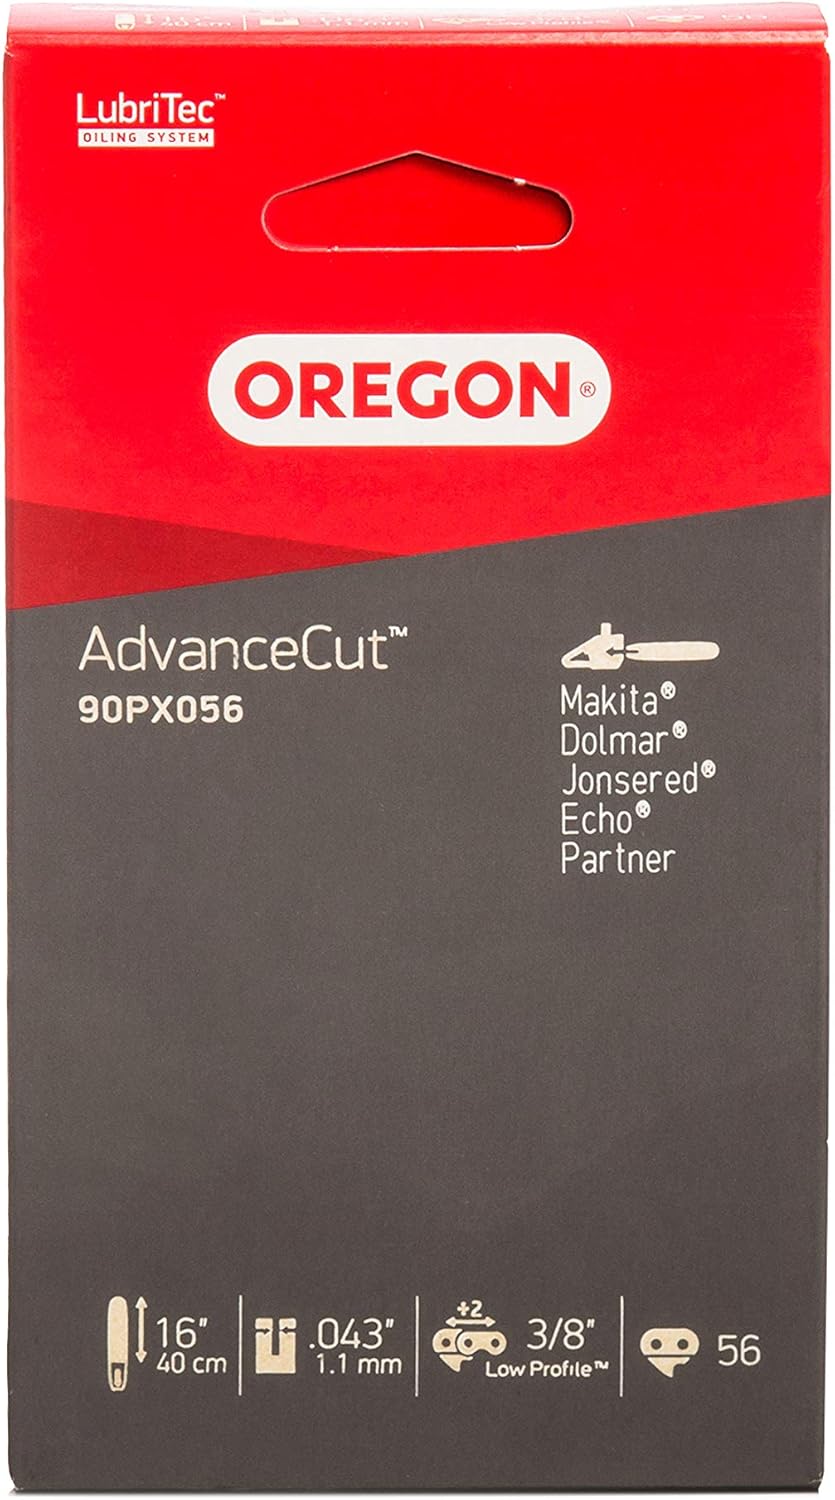 LubriTec™
OILING SYSTEM
OREGON®
AdvanceCut™
90PX056
Makita®
Dolmar®
Jonsered®
Echo®
Partner
16" .043" +2 3/8" 56
40 cm 1.1 mm Low Profile™